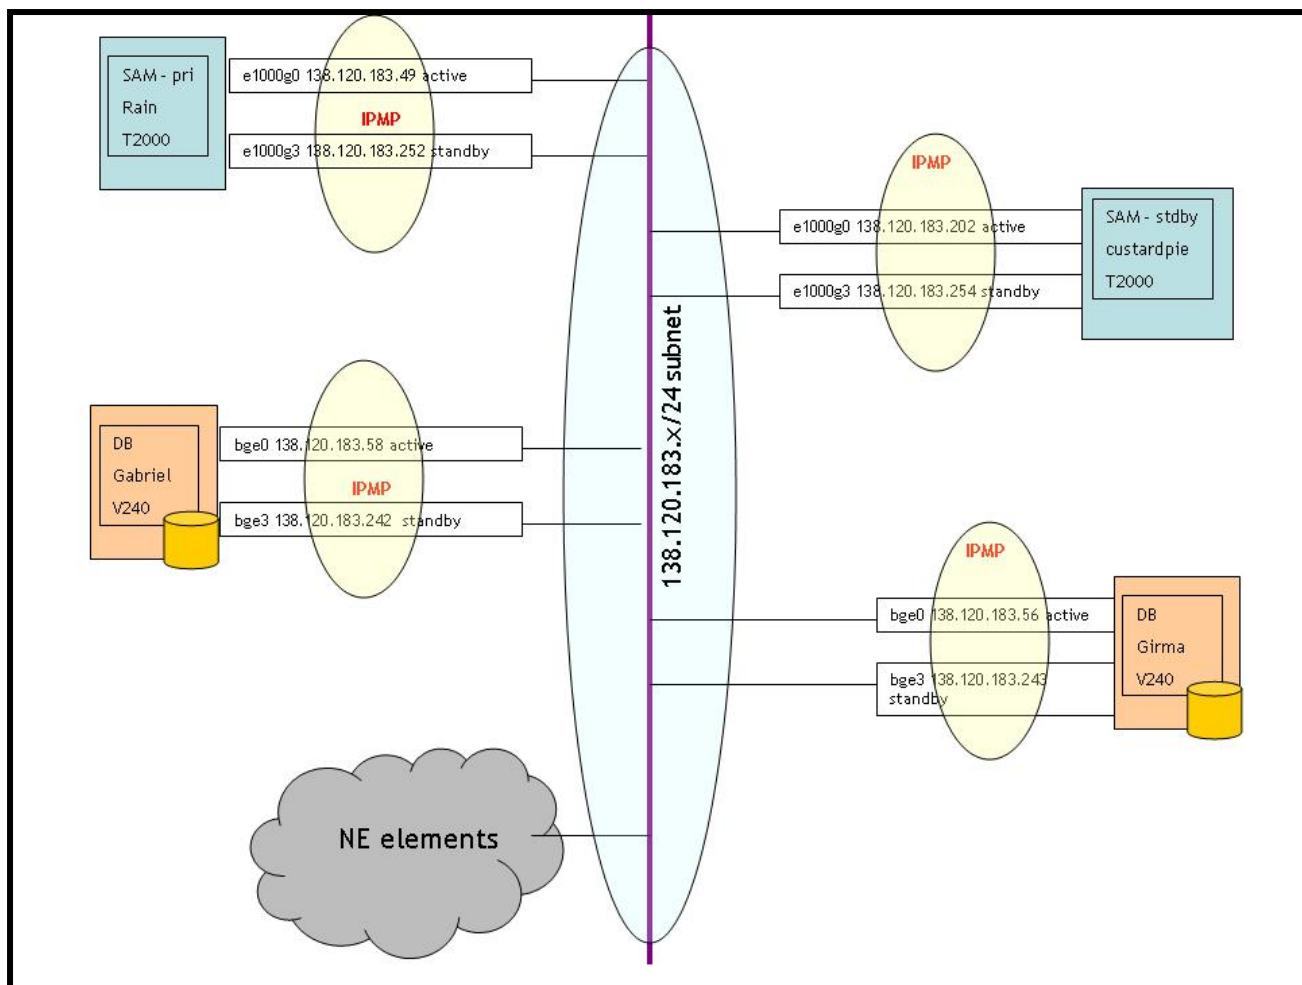 SAM - pri
Rain
T2000
e1000g0 138.120.183.49 active
IPMP
e1000g3 138.120.183.252 standby
IPMP
e1000g0 138.120.183.202 active
e1000g3 138.120.183.254 standby
SAM - stdby
custardpie
T2000
138.120.183.x/24 subnet
DB
Gabriel
V240
bge0 138.120.183.58 active
IPMP
bge3 138.120.183.242 standby
IPMP
bge0 138.120.183.56 active
bge3 138.120.183.243
standby
DB
Girma
V240
NE elements